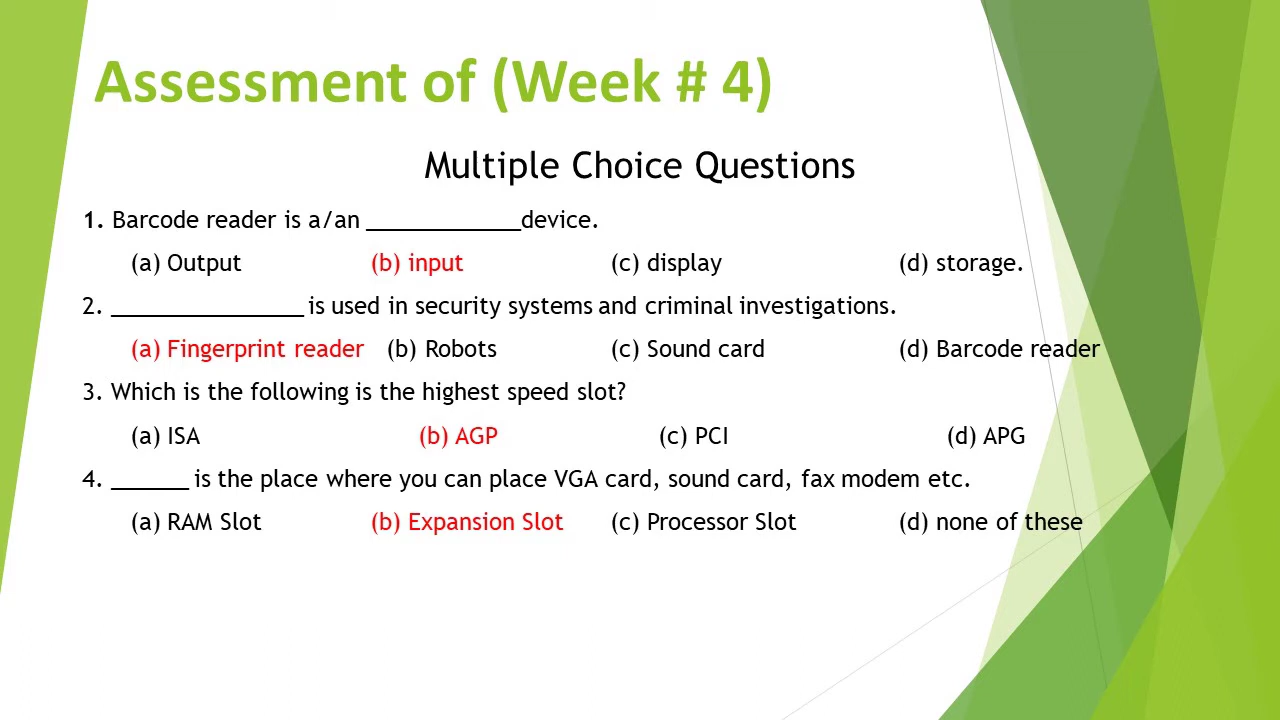 Assessment of (Week # 4)
Multiple Choice Questions
1. Barcode reader is a/an ____________device.
(a) Output (b) input (c) display (d) storage.
2. _______________ is used in security systems and criminal investigations.
(a) Fingerprint reader (b) Robots (c) Sound card (d) Barcode reader
3. Which is the following is the highest speed slot?
(a) ISA (b) AGP (c) PCI (d) APG
4. ______ is the place where you can place VGA card, sound card, fax modem etc.
(a) RAM Slot (b) Expansion Slot (c) Processor Slot (d) none of these